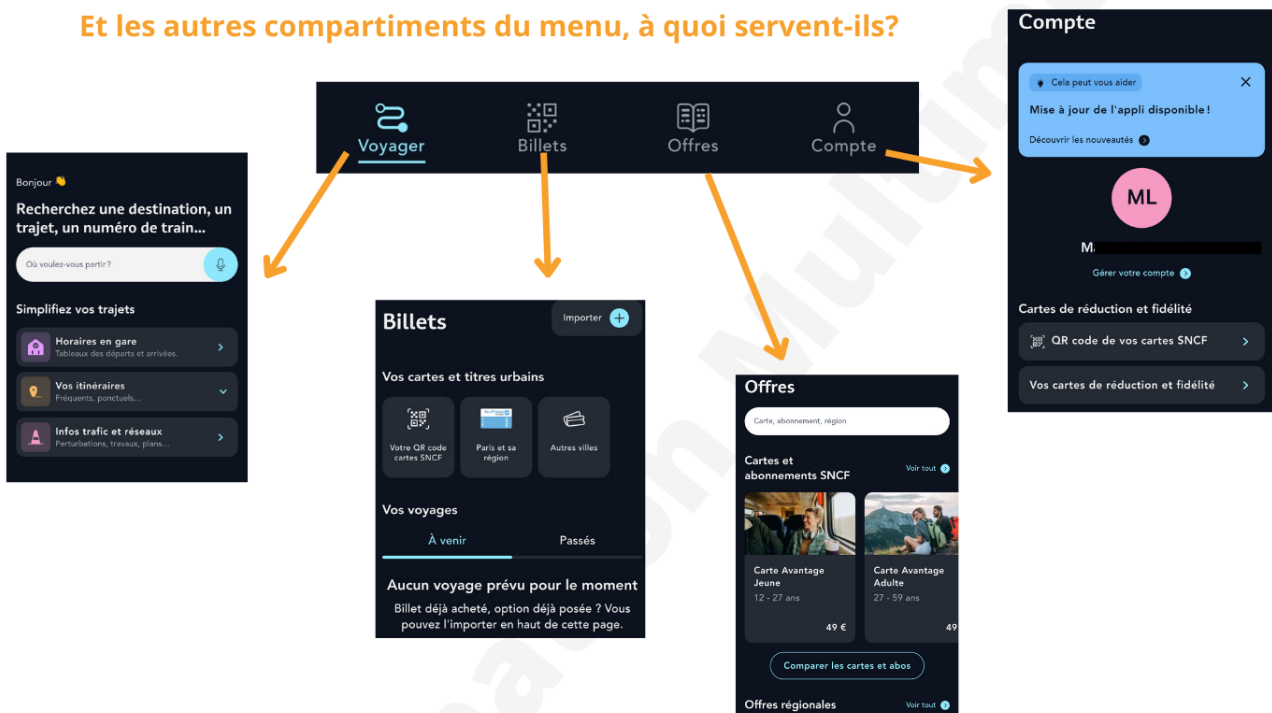 Et les autres compartiments du menu, à quoi servent-ils?
Voyager
Billets
Offres
Compte
Bonjour 👋
Recherchez une destination, un
trajet, un numéro de train...
Où voulez-vous partir ?
Simplifiez vos trajets
Horaires en gare
Tableaux des départs et arrivées.
Vos itinéraires
Fréquents, ponctuels...
Infos trafic et réseaux
Perturbations, travaux, plans...
Billets
Importer
Vos cartes et titres urbains
Votre QR code
cartes SNCF
Paris et sa
région
Autres villes
Vos voyages
À venir
Passés
Aucun voyage prévu pour le moment
Billet déjà acheté, option déjà posée ? Vous
pouvez l'importer en haut de cette page.
Offres
Carte, abonnement, région
Cartes et
abonnements SNCF
Voir tout
Carte Avantage
Jeune
12 - 27 ans
49 €
Carte Avantage
Adulte
27 - 59 ans
49
Comparer les cartes et abos
Offres régionales
Voir tout
Compte
Cela peut vous aider
Mise à jour de l'appli disponible !
Découvrir les nouveautés
ML
M
Gérer votre compte
Cartes de réduction et fidélité
QR code de vos cartes SNCF
Vos cartes de réduction et fidélité